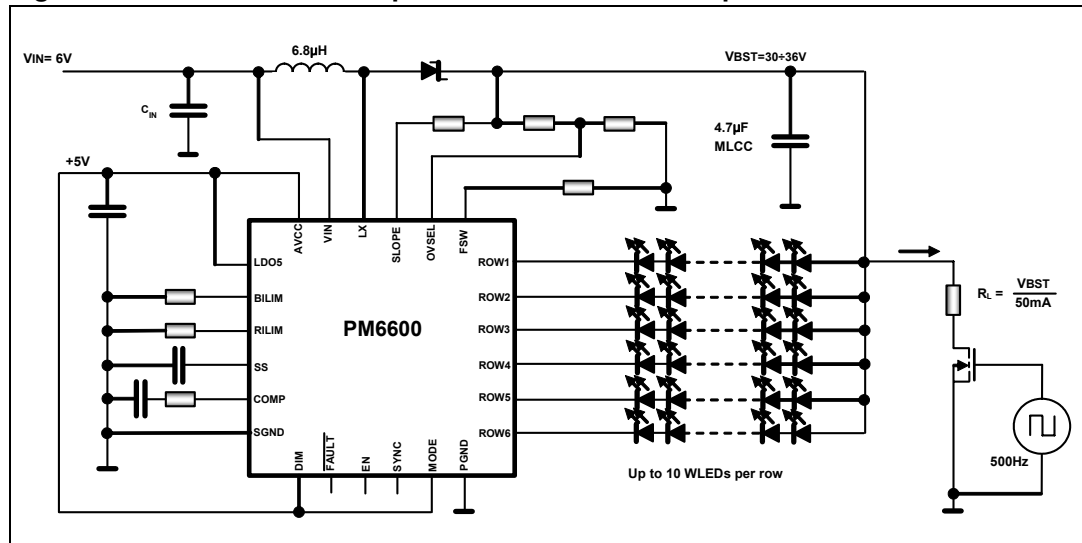 VIN= 6V
6.8µH
VBST=30÷36V
CIN
4.7µF
MLCC
+5V
AVCC
VIN
LX
SLOPE
OVSEL
FSW
LDO5
BILIM
RILIM
SS
COMP
SGND
PM6600
ROW1
ROW2
ROW3
ROW4
ROW5
ROW6
DIM
FAULT
EN
SYNC
MODE
PGND
Up to 10 WLEDs per row
RL = VBST
50mA
500Hz